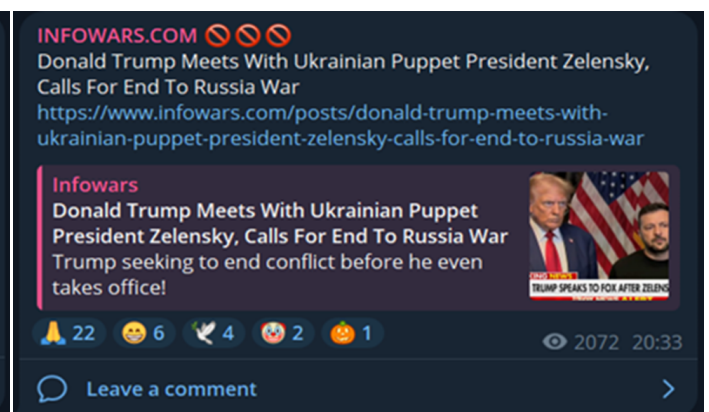 INFOWARS.COM 🚫🚫🚫
Donald Trump Meets With Ukrainian Puppet President Zelensky,
Calls For End To Russia War
https://www.infowars.com/posts/donald-trump-meets-with-
ukrainian-puppet-president-zelensky-calls-for-end-to-russia-war
Infowars
Donald Trump Meets With Ukrainian Puppet
President Zelensky, Calls For End To Russia War
Trump seeking to end conflict before he even
takes office!
ING NEWS
TRUMP SPEAKS TO FOX AFTER ZELENS
🙏 22 😁 6 🕊 4 🤡 2 🎃 1
2072 20:33
Leave a comment